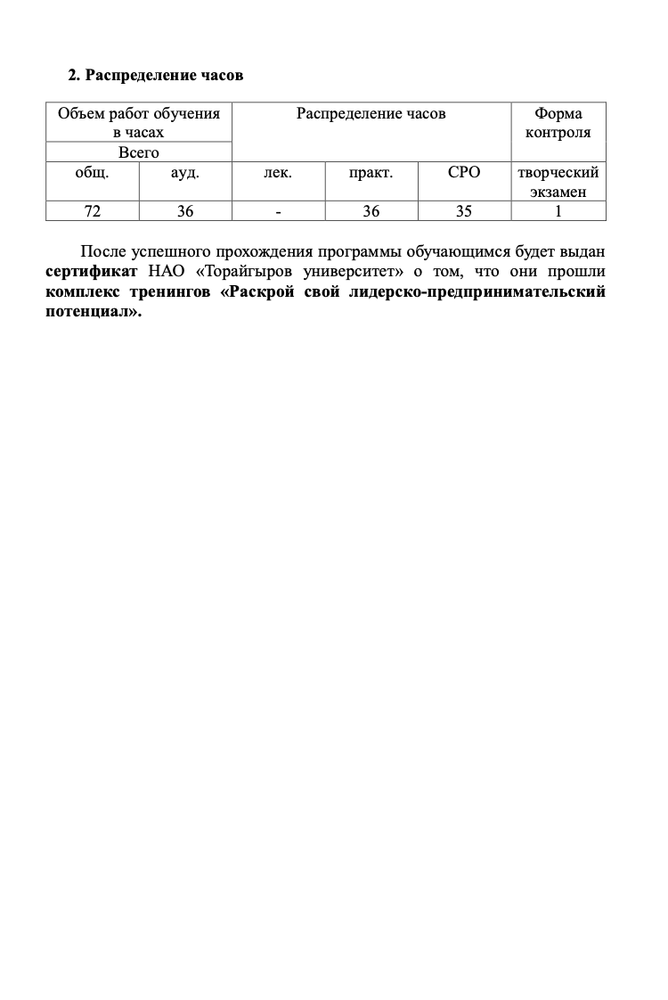 2. Распределение часов
Объем работ обучения
в часах
Распределение часов
Форма
контроля
Всего
общ. ауд. лек. практ. СРО творческий
экзамен
72 36 - 36 35 1
После успешного прохождения программы обучающимся будет выдан
сертификат НАО «Торайгыров университет» о том, что они прошли
комплекс тренингов «Раскрой свой лидерско-предпринимательский
потенциал».